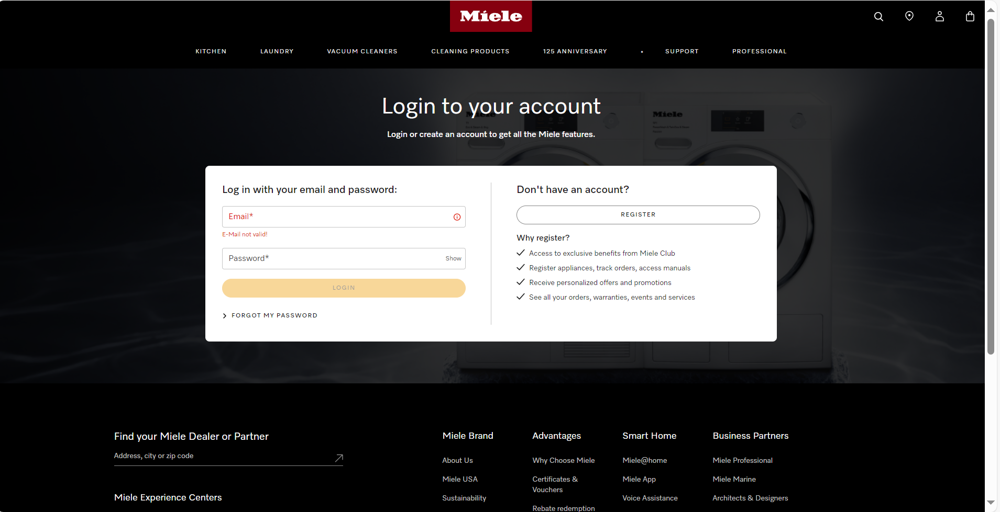 Miele
KITCHEN
LAUNDRY
VACUUM CLEANERS
CLEANING PRODUCTS
125 ANNIVERSARY
SUPPORT
PROFESSIONAL
Login to your account
Login or create an account to get all the Miele features.
Miele
Miele
Log in with your email and password:
Email*
E-Mail not valid!
Password*
Show
LOGIN
FORGOT MY PASSWORD
Don't have an account?
REGISTER
Why register?
Access to exclusive benefits from Miele Club
Register appliances, track orders, access manuals
Receive personalized offers and promotions
See all your orders, warranties, events and services
Find your Miele Dealer or Partner
Address, city or zip code
Miele Experience Centers
Miele Brand
About Us
Miele USA
Sustainability
Advantages
Why Choose Miele
Certificates &
Vouchers
Rebate redemption
Smart Home
Miele@home
Miele App
Voice Assistance
Business Partners
Miele Professional
Miele Marine
Architects & Designers